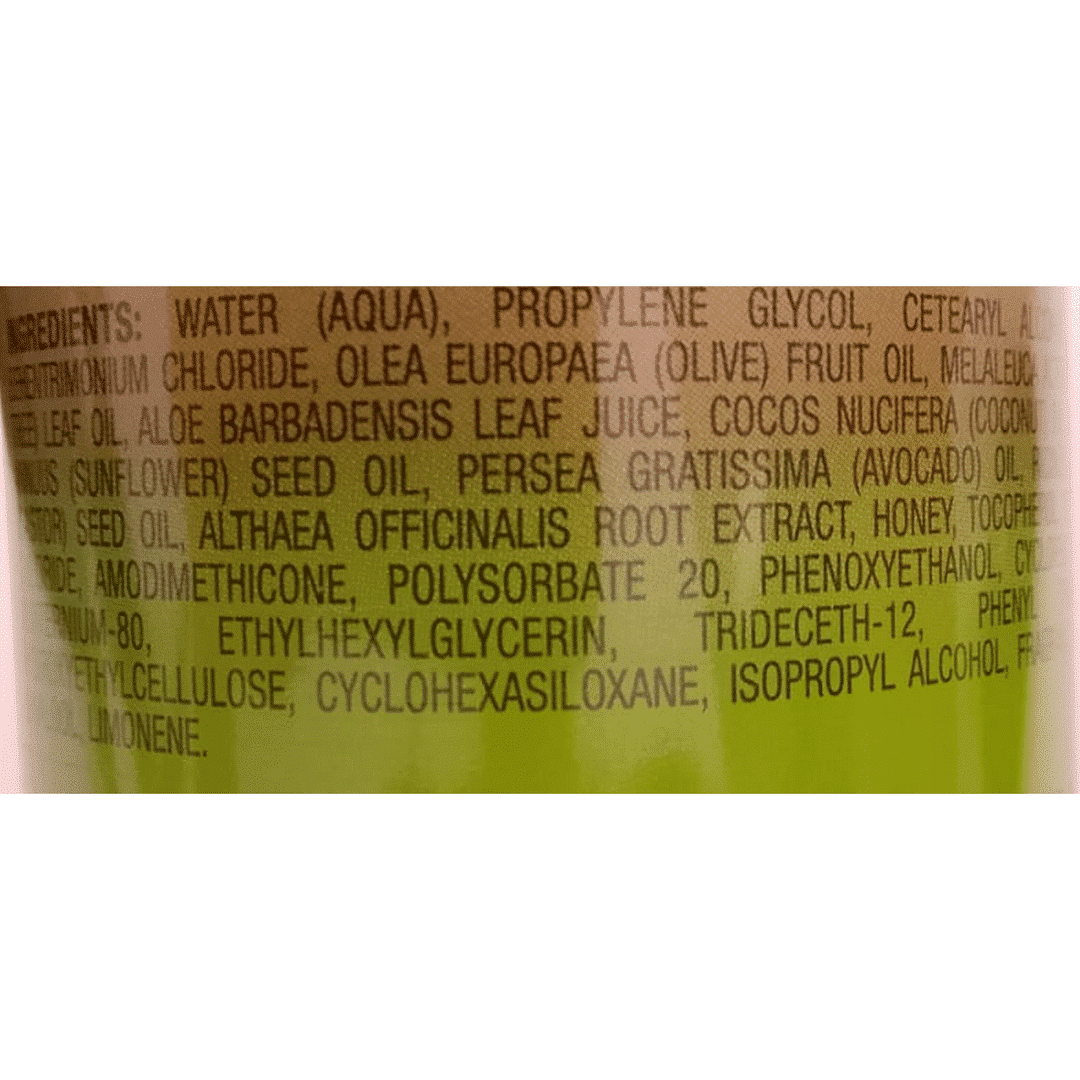 INGREDIENTS: WATER (AQUA), PROPYLENE GLYCOL, CETEARYL
CHLORIDE, OLEA EUROPAEA (OLIVE) FRUIT OIL,
LEAF OIL, ALOE BARBADENSIS LEAF JUICE, COCOS NUCIFERA
(SUNFLOWER) SEED OIL, PERSEA GRATISSIMA (AVOCADO) OIL,
SEED OIL, ALTHAEA OFFICINALIS ROOT EXTRACT, HONEY,
AMODIMETHICONE, POLYSORBATE 20, PHENOXYETHANOL,
ETHYLHEXYLGLYCERIN, TRIDECETH-12,
CYCLOHEXASILOXANE, ISOPROPYL ALCOHOL,
LIMONENE.